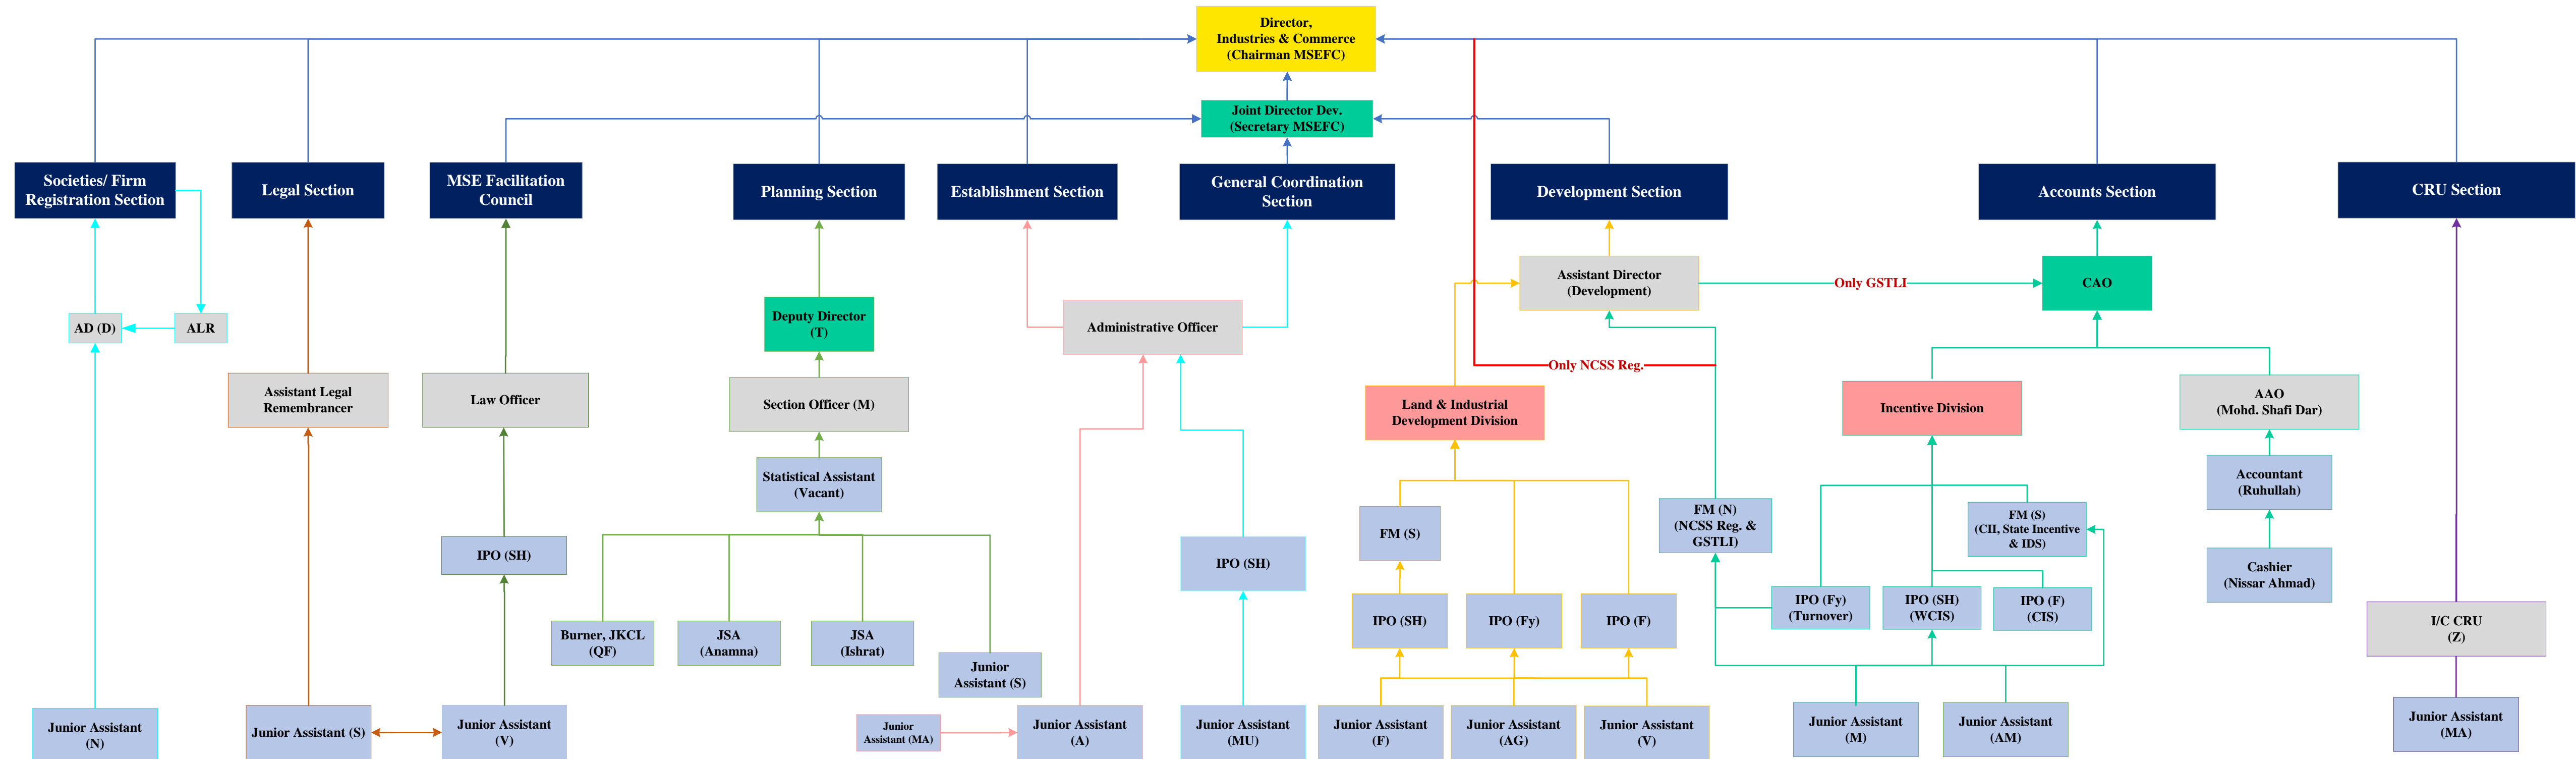 Director,
Industries & Commerce
(Chairman MSEFC)
Joint Director Dev.
(Secretary MSEFC)
Societies/ Firm
Registration Section
Legal Section
MSE Facilitation
Council
Planning Section
Establishment Section
General Coordination
Section
Development Section
Accounts Section
CRU Section
Assistant Director
(Development)
Only GSTLI
CAO
AD (D)
ALR
Deputy Director
(T)
Administrative Officer
Only NCSS Reg.
Assistant Legal
Remembrancer
Law Officer
Section Officer (M)
Land & Industrial
Development Division
Incentive Division
AAO
(Mohd. Shafi Dar)
Statistical Assistant
(Vacant)
Accountant
(Ruhullah)
FM (S)
FM (N)
(NCSS Reg. &
GSTLI)
FM (S)
(CII, State Incentive
& IDS)
IPO (SH)
IPO (SH)
Cashier
(Nissar Ahmad)
Burner, JKCL
(QF)
JSA
(Anamna)
JSA
(Ishrat)
Junior
Assistant (S)
IPO (SH)
IPO (Fy)
IPO (F)
IPO (Fy)
(Turnover)
IPO (SH)
(WCIS)
IPO (F)
(CIS)
I/C CRU
(Z)
Junior Assistant
(N)
Junior Assistant (S)
Junior Assistant
(V)
Junior
Assistant (MA)
Junior Assistant
(A)
Junior Assistant
(MU)
Junior Assistant
(F)
Junior Assistant
(AG)
Junior Assistant
(V)
Junior Assistant
(M)
Junior Assistant
(AM)
Junior Assistant
(MA)